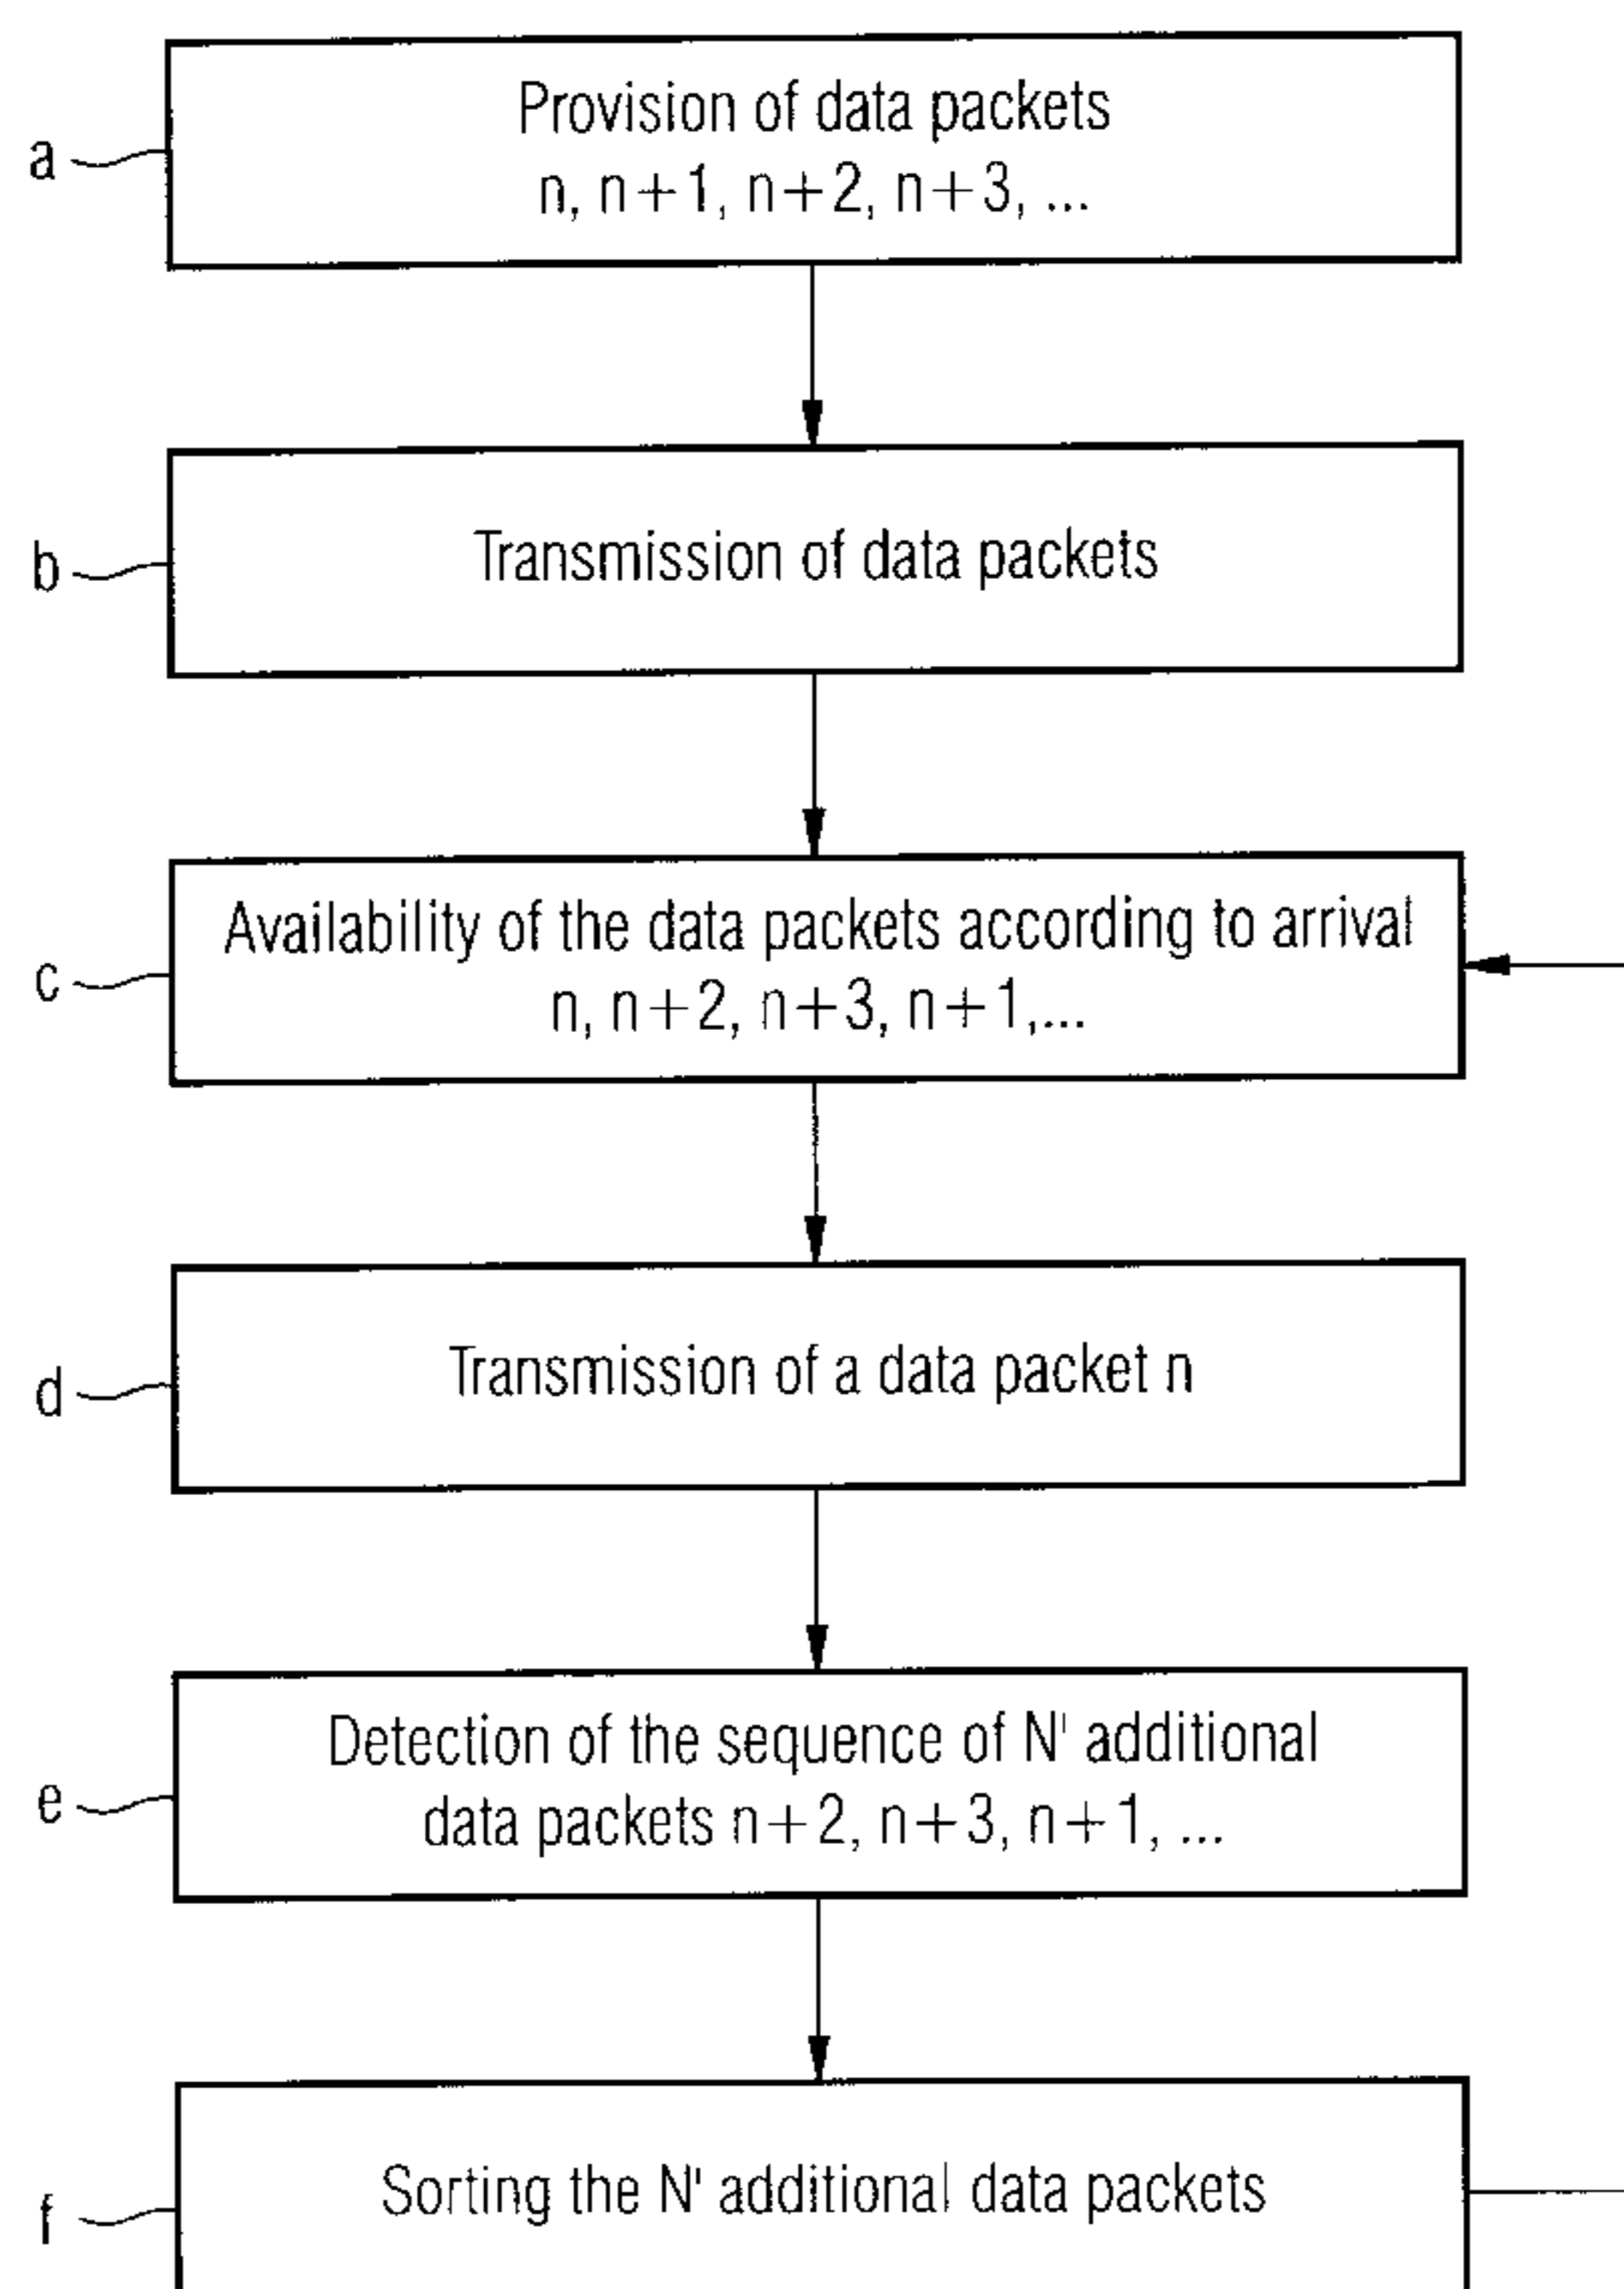 Provision of data packets
n, n+1, n+2, n+3, ...
a
Transmission of data packets
b
Availability of the data packets according to arrival
n, n+2, n+3, n+1,...
c
Transmission of a data packet n
d
Detection of the sequence of N' additional
data packets n+2, n+3, n+1, ...
e
Sorting the N' additional data packets
f